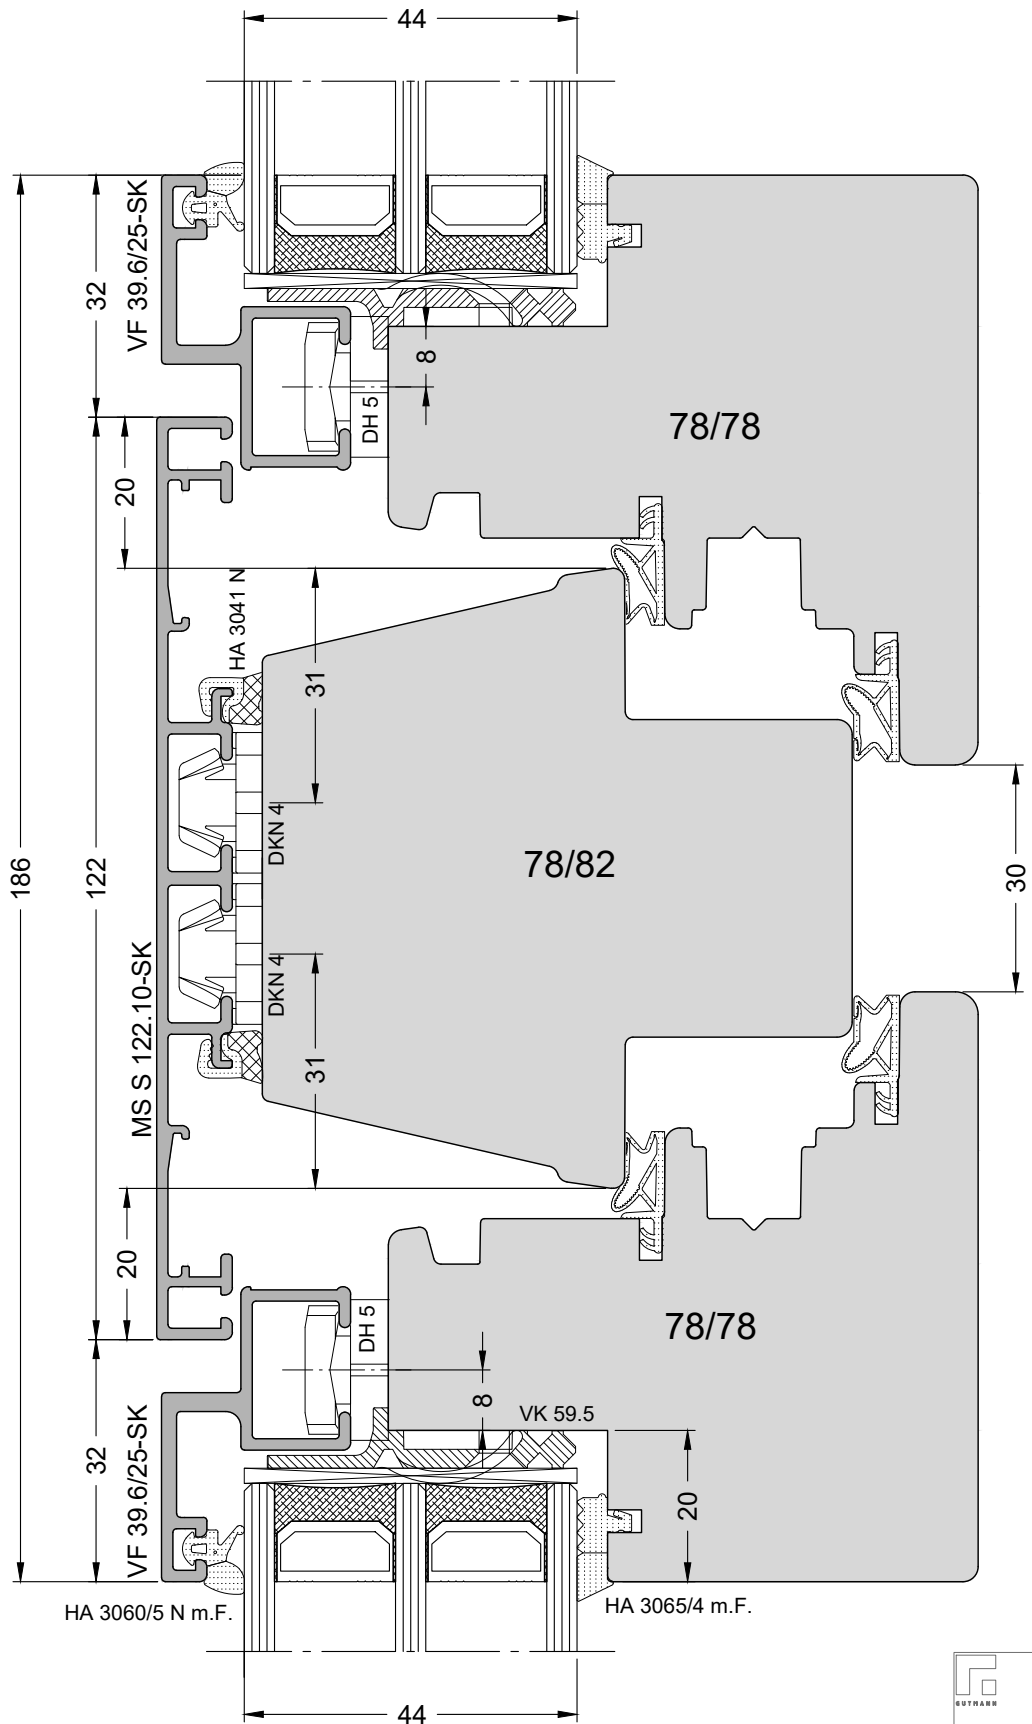 44
VF 39.6/25-SK
32
8
DH 5
78/78
20
HA 3041 N
31
DKN 4
186
122
78/82
30
MS S 122.10-SK
DKN 4
31
20
DH 5
78/78
8
VK 59.5
VF 39.6/25-SK
32
20
HA 3060/5 N m.F.
HA 3065/4 m.F.
44
GUTMANN